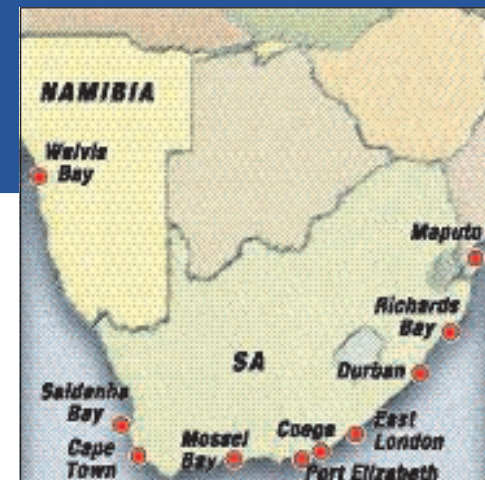 NAMIBIA
Walvis
Bay
Maputo
Richards
Bay
SA
Durban
Saldanha
Bay
Cape
Town
Mossel
Bay
Coega
East
London
Port Elizabeth